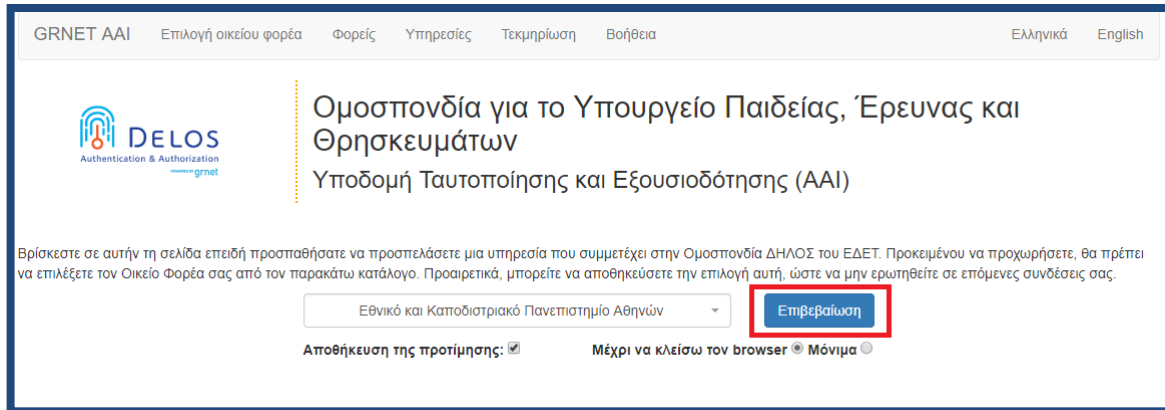 GRNET AAI Επιλογή οικείου φορέα Φορείς Υπηρεσίες Τεκμηρίωση Βοήθεια Ελληνικά English
Ομοσπονδία για το Υπουργείο Παιδείας, Έρευνας και
Θρησκευμάτων
Υποδομή Ταυτοποίησης και Εξουσιοδότησης (ΑΑΙ)
DELOS
Authentication & Authorization
POWERED BY grnet
Βρίσκεστε σε αυτήν τη σελίδα επειδή προσπαθήσατε να προσπελάσετε μια υπηρεσία που συμμετέχει στην Ομοσπονδία ΔΗΛΟΣ του ΕΔΕΤ. Προκειμένου να προχωρήσετε, θα πρέπει
να επιλέξετε τον Οικείο Φορέα σας από τον παρακάτω κατάλογο. Προαιρετικά, μπορείτε να αποθηκεύσετε την επιλογή αυτή, ώστε να μην ερωτηθείτε σε επόμενες συνδέσεις σας.
Εθνικό και Καποδιστριακό Πανεπιστημίο Αθηνών Επιβεβαίωση
Αποθήκευση της προτίμησης: Μέχρι να κλείσω τον browser Μόνιμα